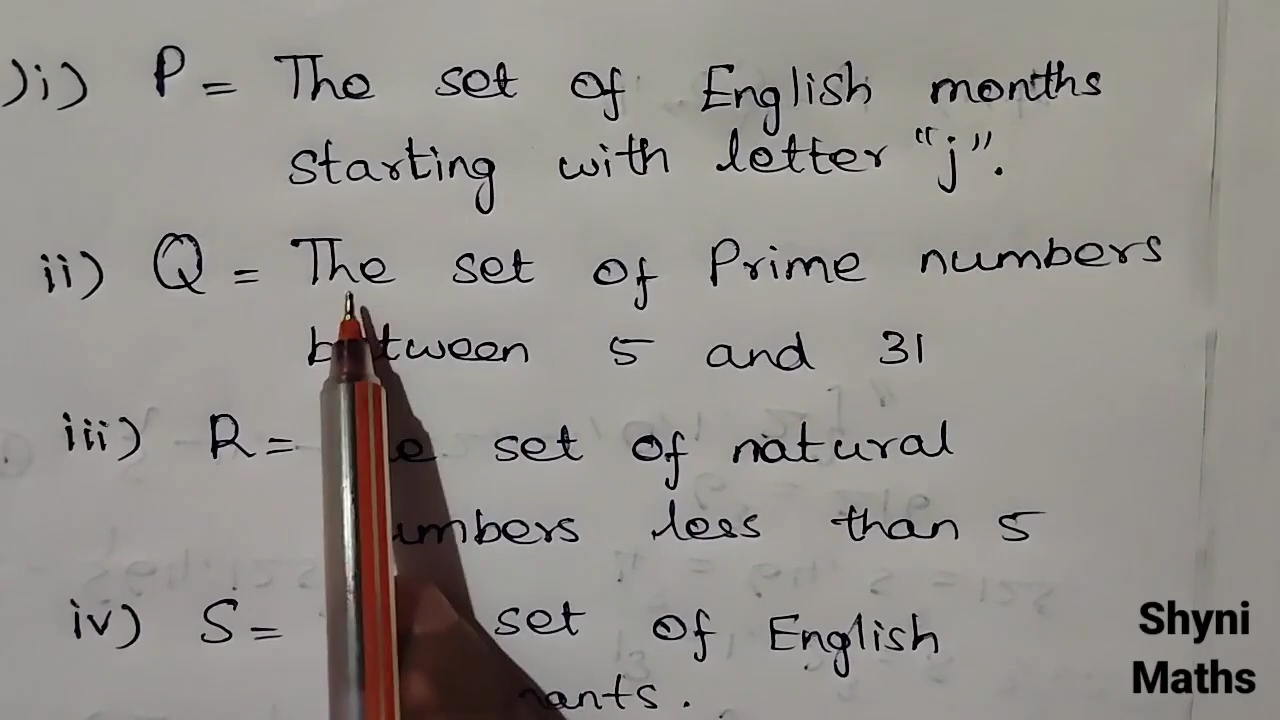 )i) P = The set of English months
starting with letter "j".
ii) Q = The set of Prime numbers
between 5 and 31
iii) R = set of natural
less than 5
iv) S = set of English
Shyni
Maths